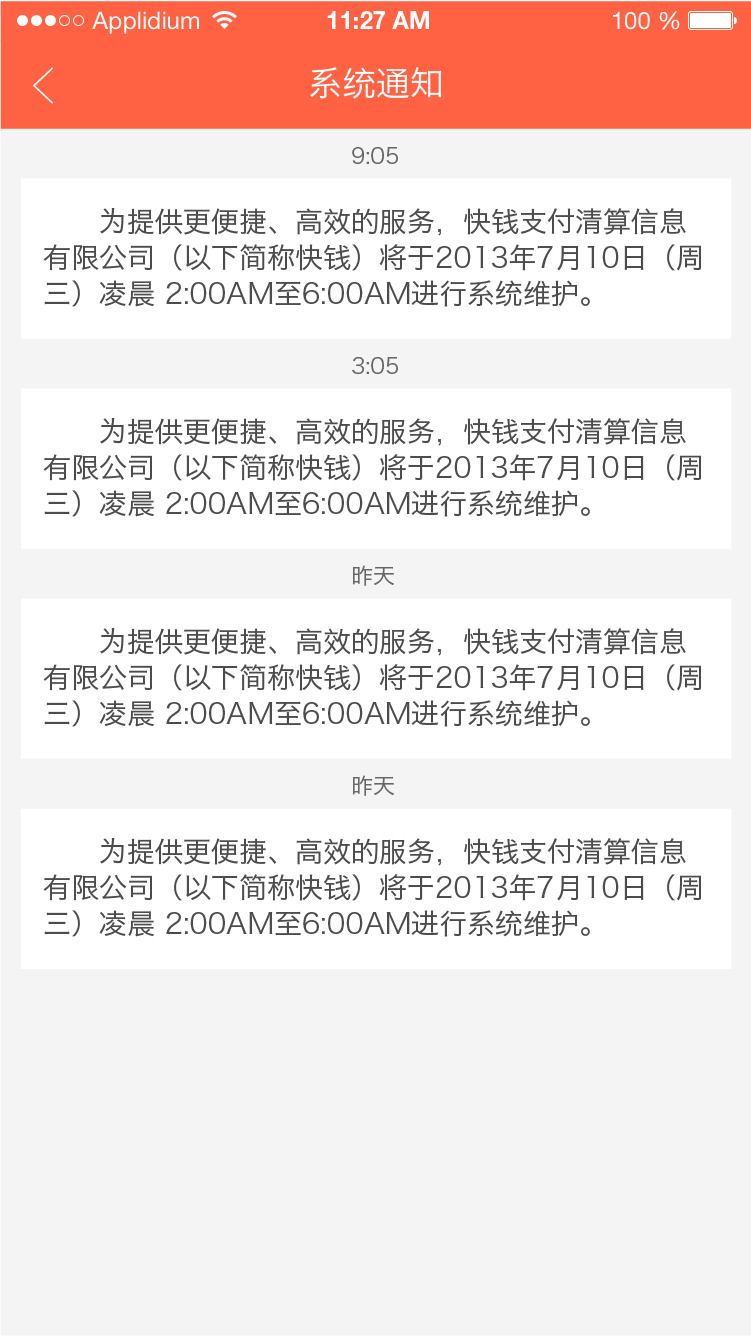 Applidium 11:27 AM 100 %
系统通知
9:05
为提供更便捷、高效的服务，快钱支付清算信息
有限公司（以下简称快钱）将于2013年7月10日（周
三）凌晨 2:00AM至6:00AM进行系统维护。
3:05
为提供更便捷、高效的服务，快钱支付清算信息
有限公司（以下简称快钱）将于2013年7月10日（周
三）凌晨 2:00AM至6:00AM进行系统维护。
昨天
为提供更便捷、高效的服务，快钱支付清算信息
有限公司（以下简称快钱）将于2013年7月10日（周
三）凌晨 2:00AM至6:00AM进行系统维护。
昨天
为提供更便捷、高效的服务，快钱支付清算信息
有限公司（以下简称快钱）将于2013年7月10日（周
三）凌晨 2:00AM至6:00AM进行系统维护。